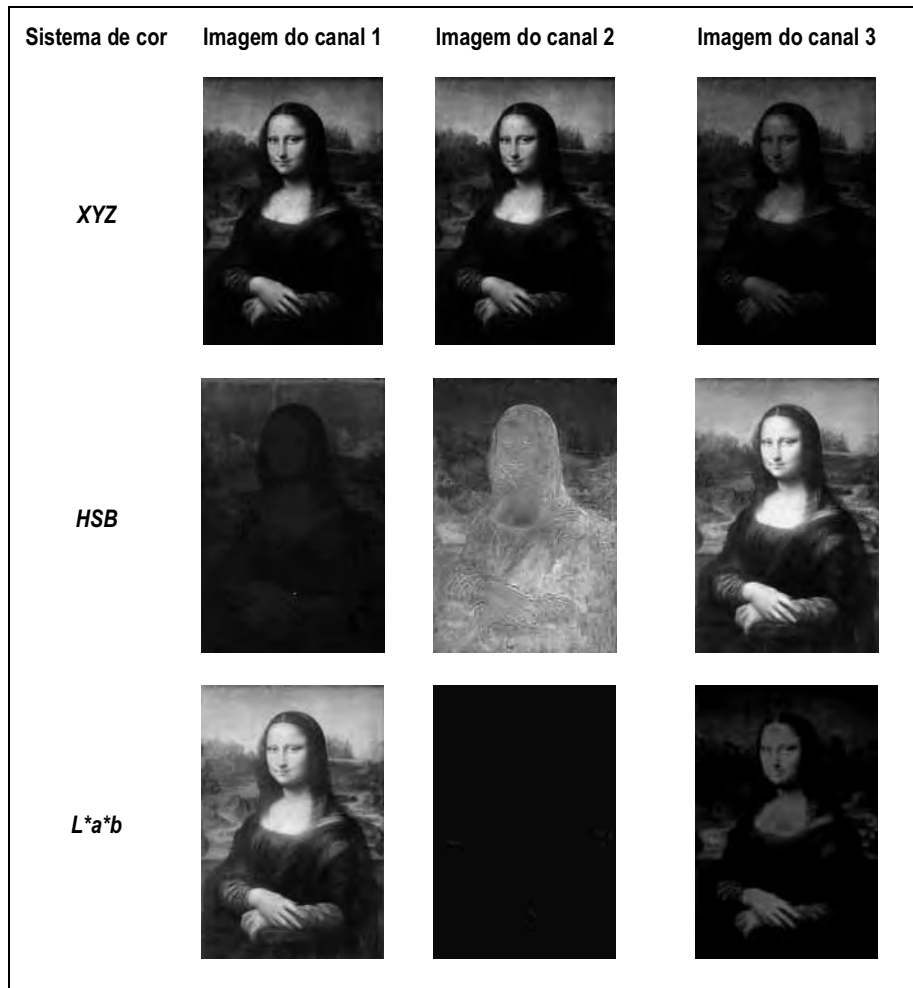 Sistema de cor Imagem do canal 1 Imagem do canal 2 Imagem do canal 3
XYZ
HSB
L*a*b